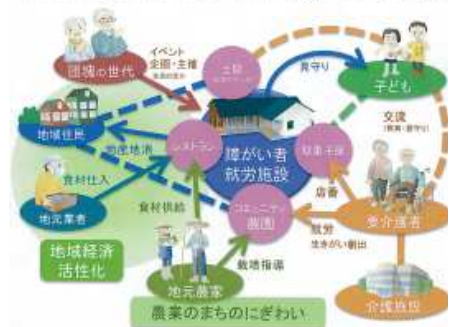 団塊の世代
イベント
企画・主催
見守り
子ども
地域住民
レストラン
地産地消
障がい者
就労施設
駄菓子屋
交流
食材仕入
地元業者
食材供給
コミュニティ
農園
店番
要介護者
就労
生きがい創出
地域経済
活性化
栽培指導
地元農家
介護施設
農業のまちのにぎわい